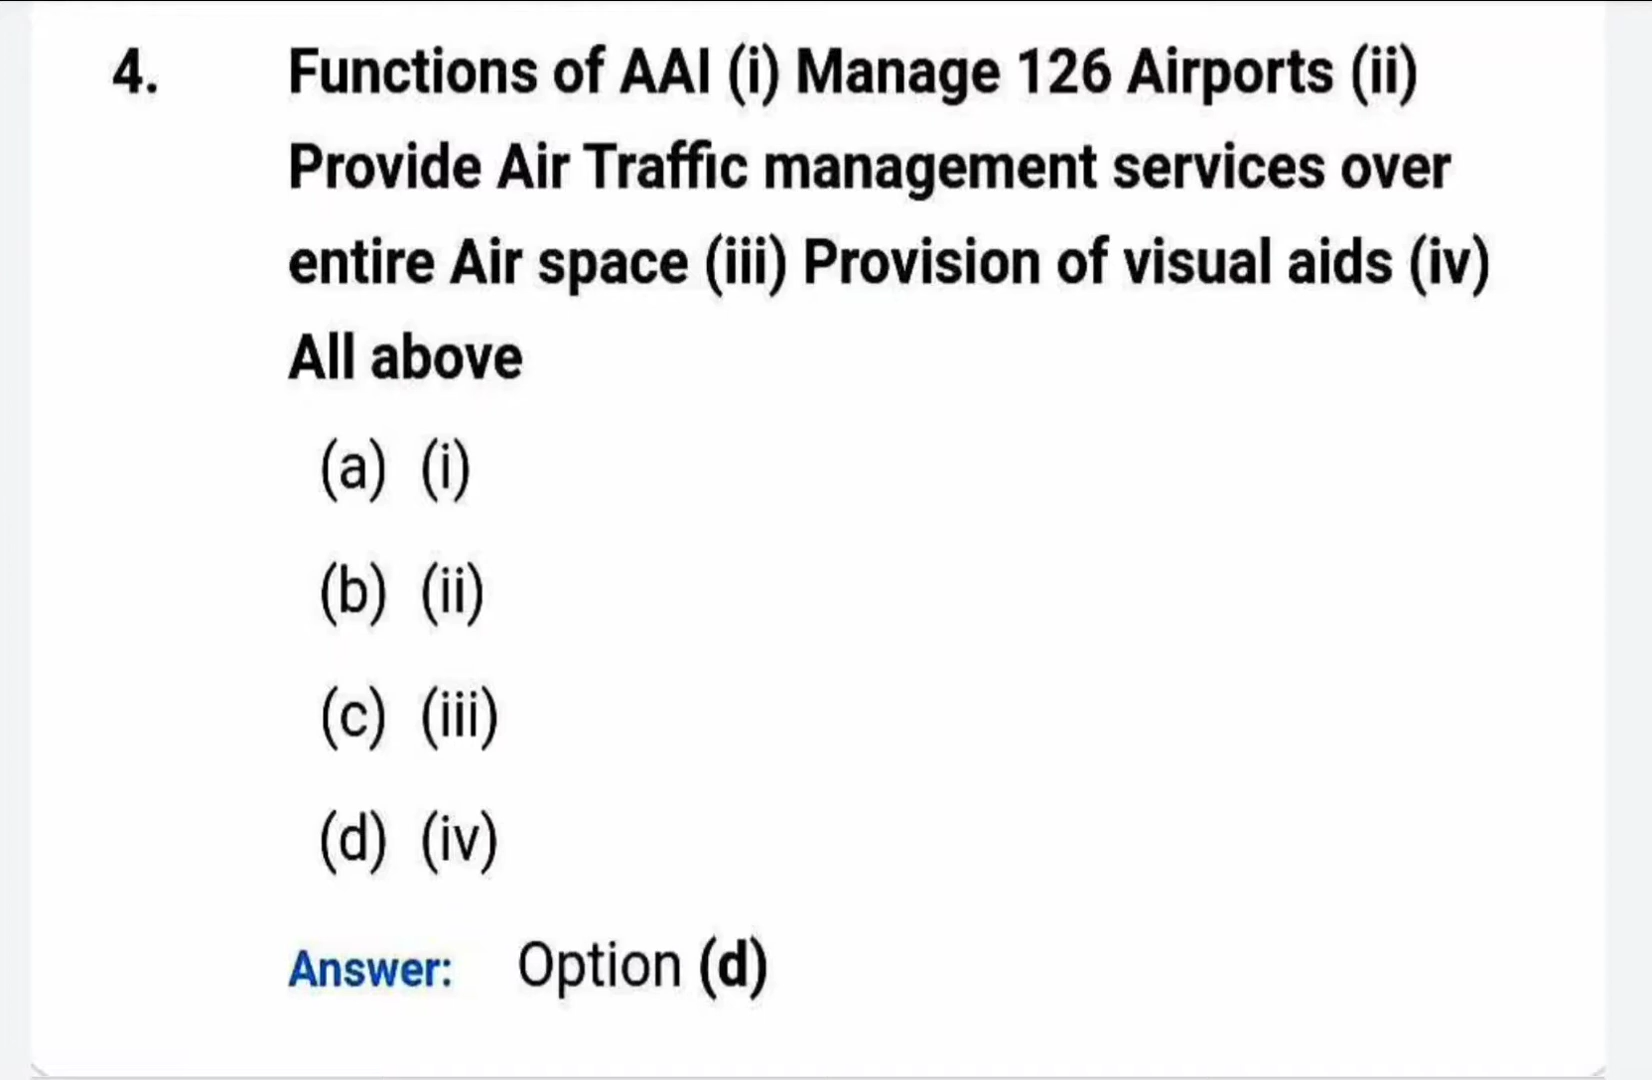 4. Functions of AAI (i) Manage 126 Airports (ii)
Provide Air Traffic management services over
entire Air space (iii) Provision of visual aids (iv)
All above
(a) (i)
(b) (ii)
(c) (iii)
(d) (iv)
Answer: Option (d)